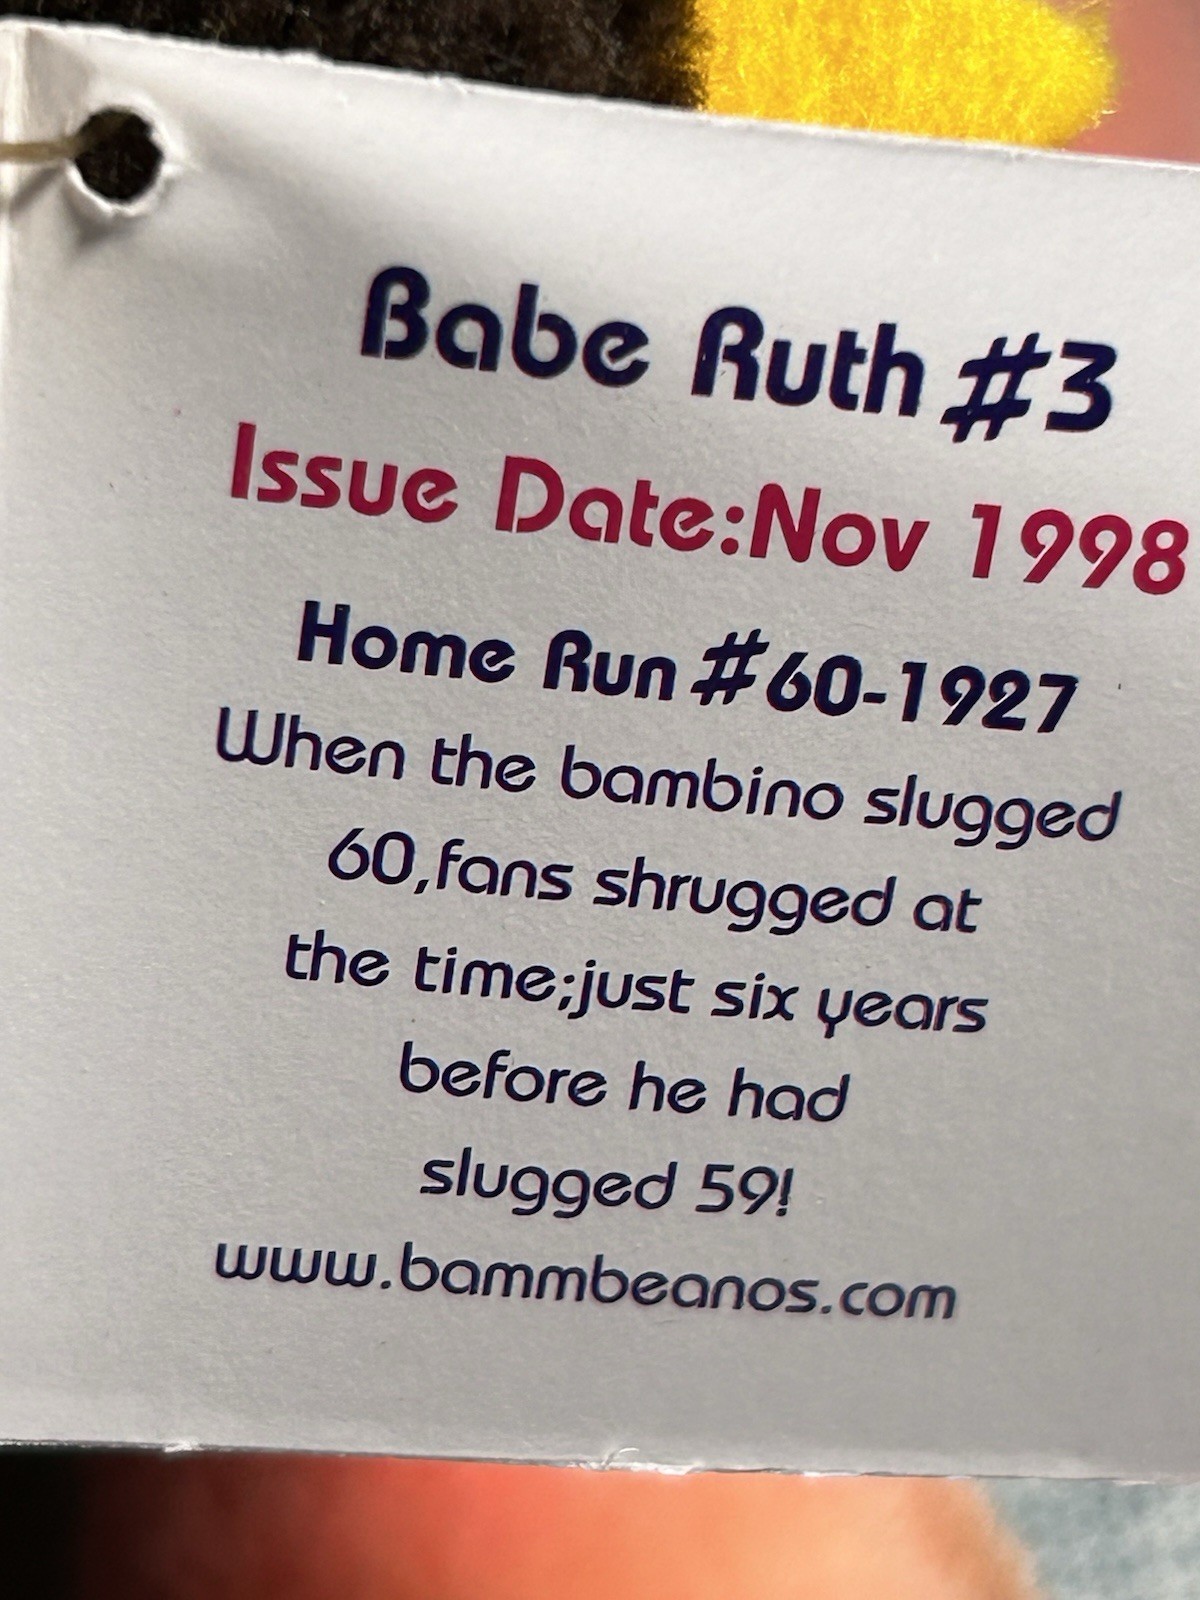 Babe Ruth #3
Issue Date:Nov 1998
Home Run #60-1927
When the bambino slugged
60,fans shrugged at
the time;just six years
before he had
slugged 59!
www.bammbeanos.com